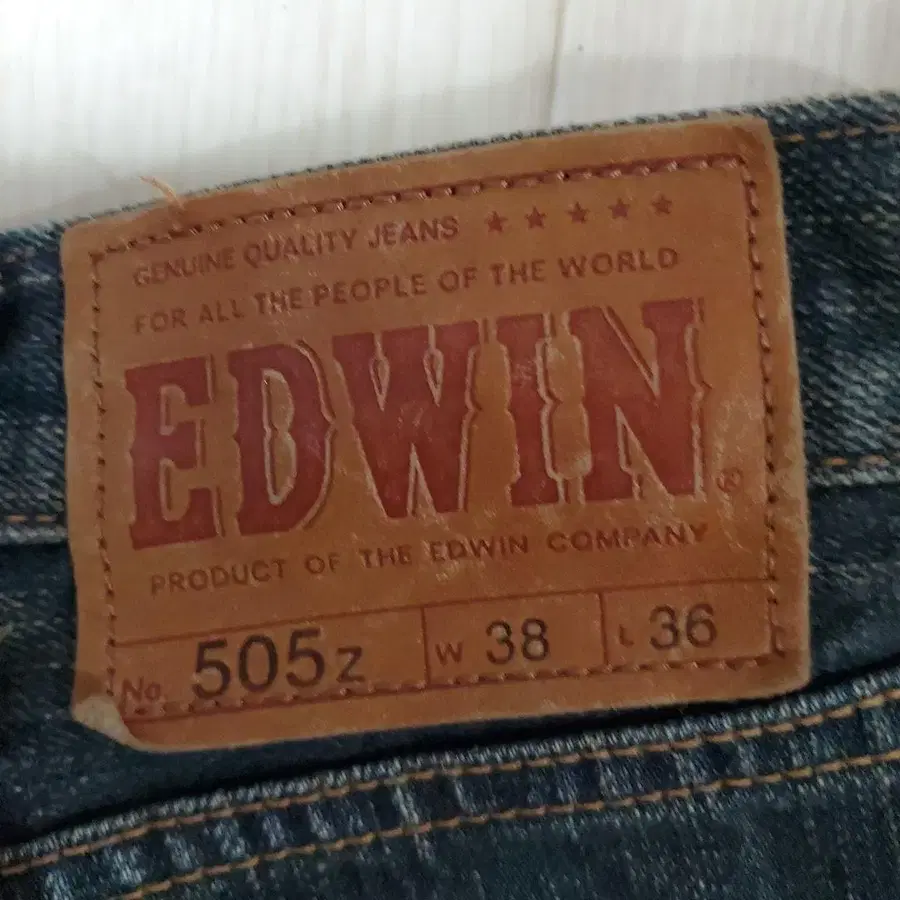 GENUINE QUALITY JEANS ★★★★★
FOR ALL THE PEOPLE OF THE WORLD
EDWIN ®
PRODUCT OF THE EDWIN COMPANY
No. 505Z W 38 L 36